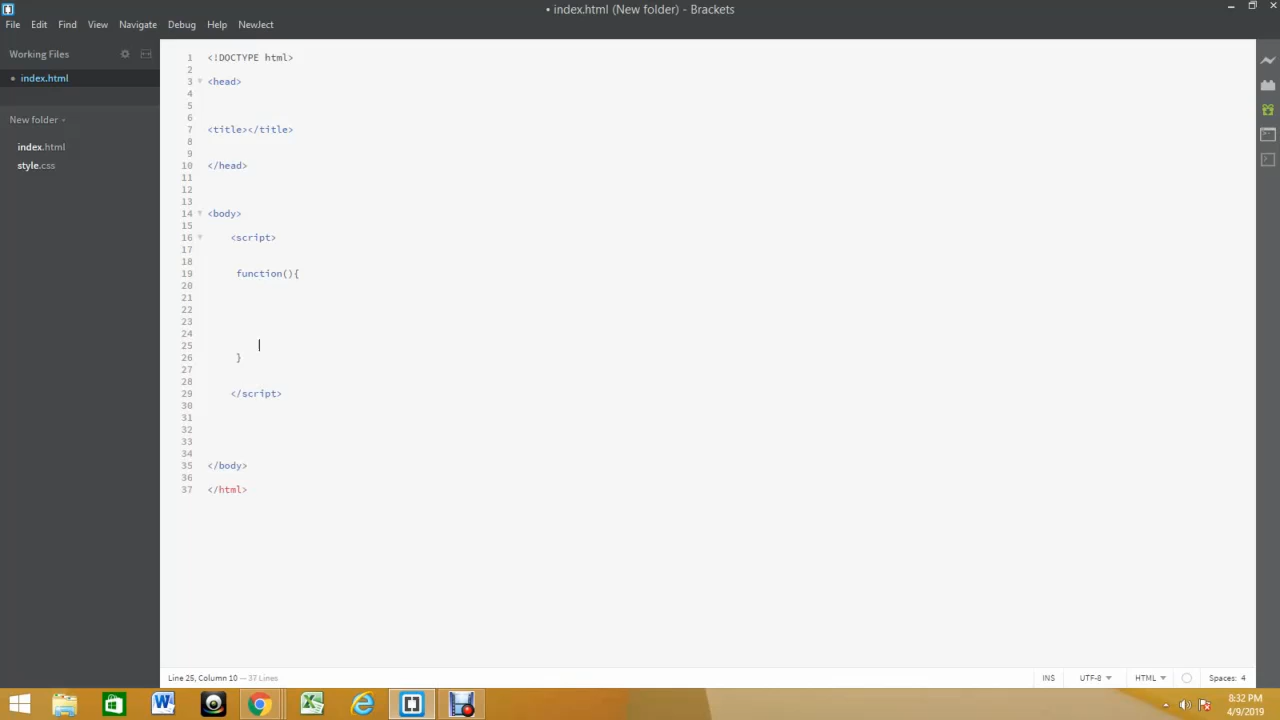 • index.html (New folder) - Brackets
File Edit Find View Navigate Debug Help NewJect
Working Files
• index.html
New folder
index.html
style.css
1 <!DOCTYPE html>
2
3 <head>
4
5
6
7 <title></title>
8
9
10 </head>
11
12
13
14 <body>
15
16 <script>
17
18
19 function(){
20
21
22
23
24
25
26 }
27
28
29 </script>
30
31
32
33
34
35 </body>
36
37 </html>
Line 25, Column 10 — 37 Lines
INS UTF-8 HTML Spaces: 4
8:32 PM
4/9/2019